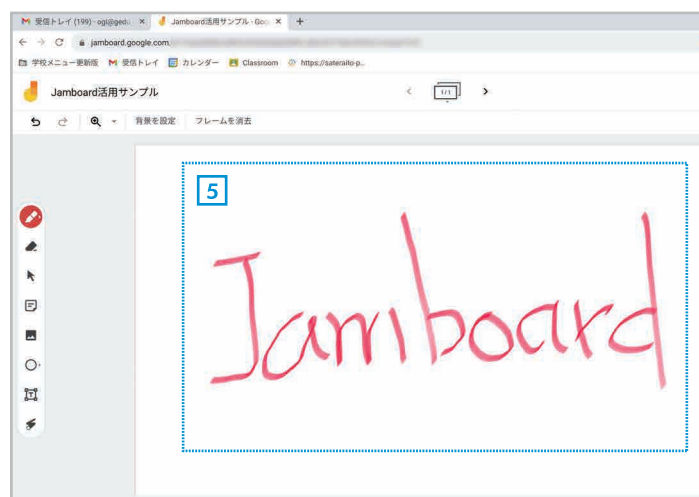 受信トレイ (199) - ogi@gedu
Jamboard活用サンプル - Goo
jamboard.google.com
学校メニュー更新版 受信トレイ カレンダー Classroom https://sateraito-p...
Jamboard活用サンプル
1/1
背景を設定 フレームを消去
5
Jamboard